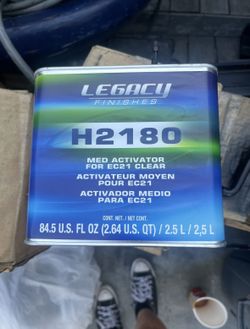 LEGACY
FINISHES
H2180
MED ACTIVATOR
FOR EC21 CLEAR
ACTIVATEUR MOYEN
POUR EC21
ACTIVADOR MEDIO
PARA EC21
CONT. NET./ NET CONT.
84.5 U.S. FL OZ (2.64 U.S. QT) / 2.5 L / 2,5 L